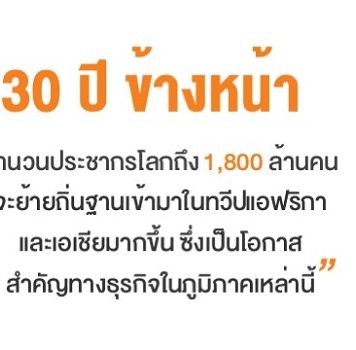 30 ปี ข้างหน้า
ำนวนประชากรโลกถึง 1,800 ล้านคน
จะย้ายถิ่นฐานเข้ามาในทวีปแอฟริกา
และเอเชียมากขึ้น ซึ่งเป็นโอกาส
สำคัญทางธุรกิจในภูมิภาคเหล่านี้”